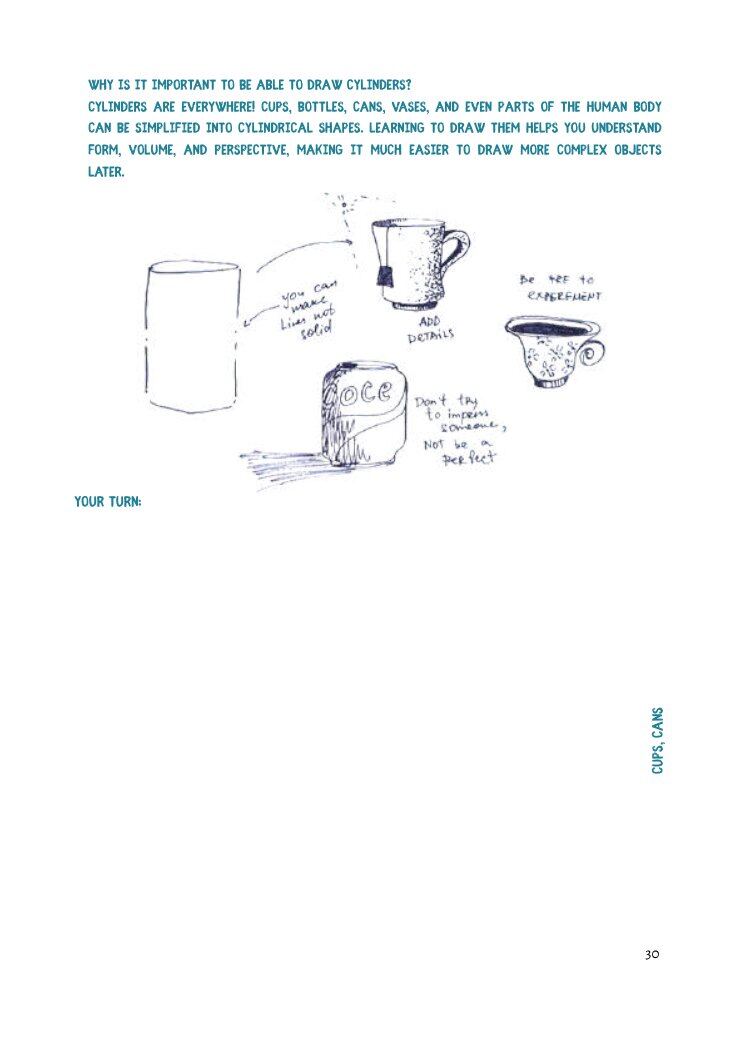 WHY IS IT IMPORTANT TO BE ABLE TO DRAW CYLINDERS?
CYLINDERS ARE EVERYWHERE! CUPS, BOTTLES, CANS, VASES, AND EVEN PARTS OF THE HUMAN BODY
CAN BE SIMPLIFIED INTO CYLINDRICAL SHAPES. LEARNING TO DRAW THEM HELPS YOU UNDERSTAND
FORM, VOLUME, AND PERSPECTIVE, MAKING IT MUCH EASIER TO DRAW MORE COMPLEX OBJECTS
LATER.
you can
make
Lines not
solid
ADD
DETAILS
Be FRE to
EXPEREMENT
OCE
Don't try
to impers
someone,
NOT be a
perfect
YOUR TURN:
CUPS, CANS
30